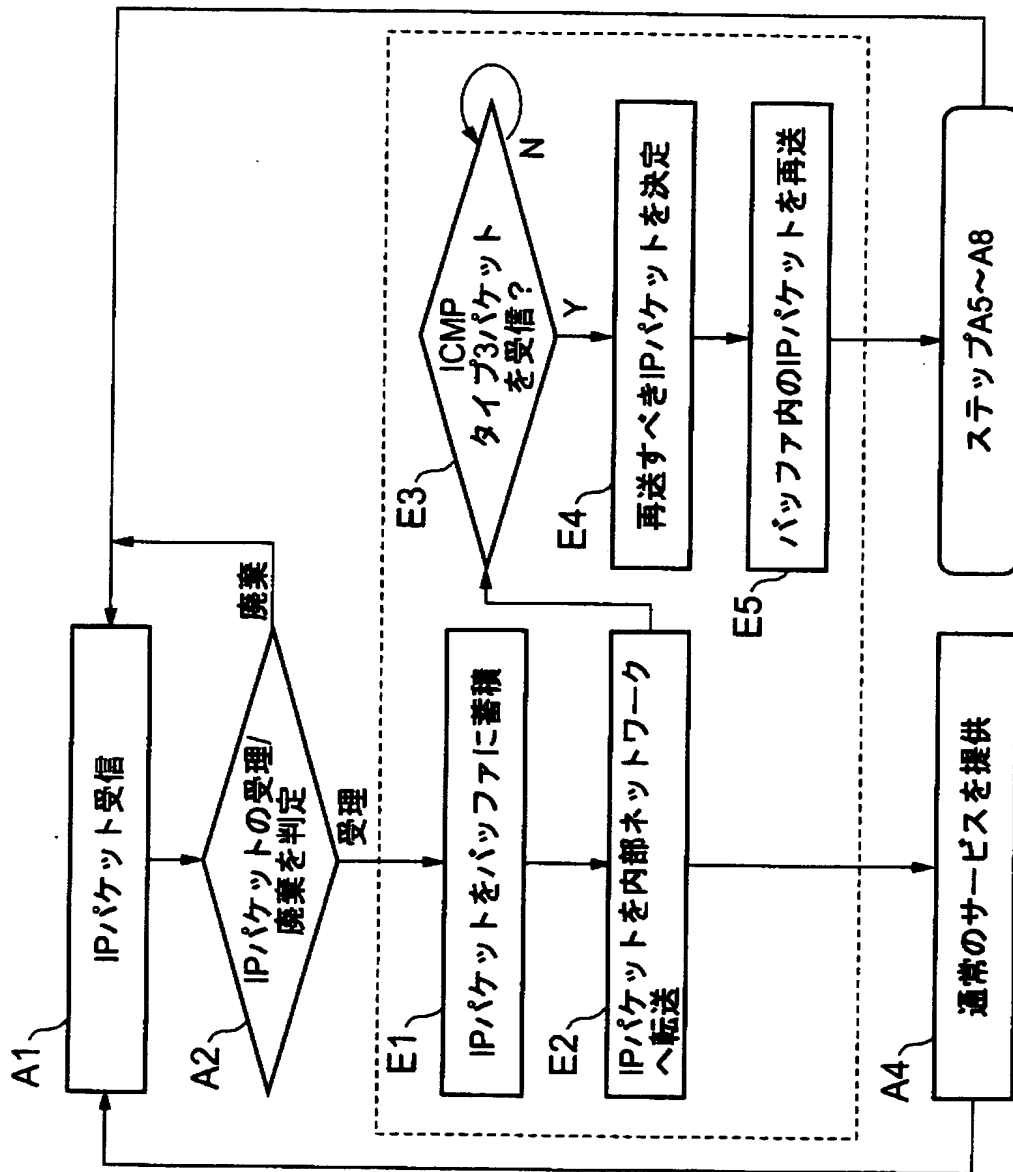 A1
IPパケット受信
A2
IPパケットの受理/
廃棄を判定
廃棄
受理
E1
IPパケットをバッファに蓄積
E2
IPパケットを内部ネットワーク
へ転送
A4
通常のサービスを提供
E3
ICMP
タイプ3パケット
を受信?
N
Y
E4
再送すべきIPパケットを決定
E5
バッファ内のIPパケットを再送
ステップA5~A8